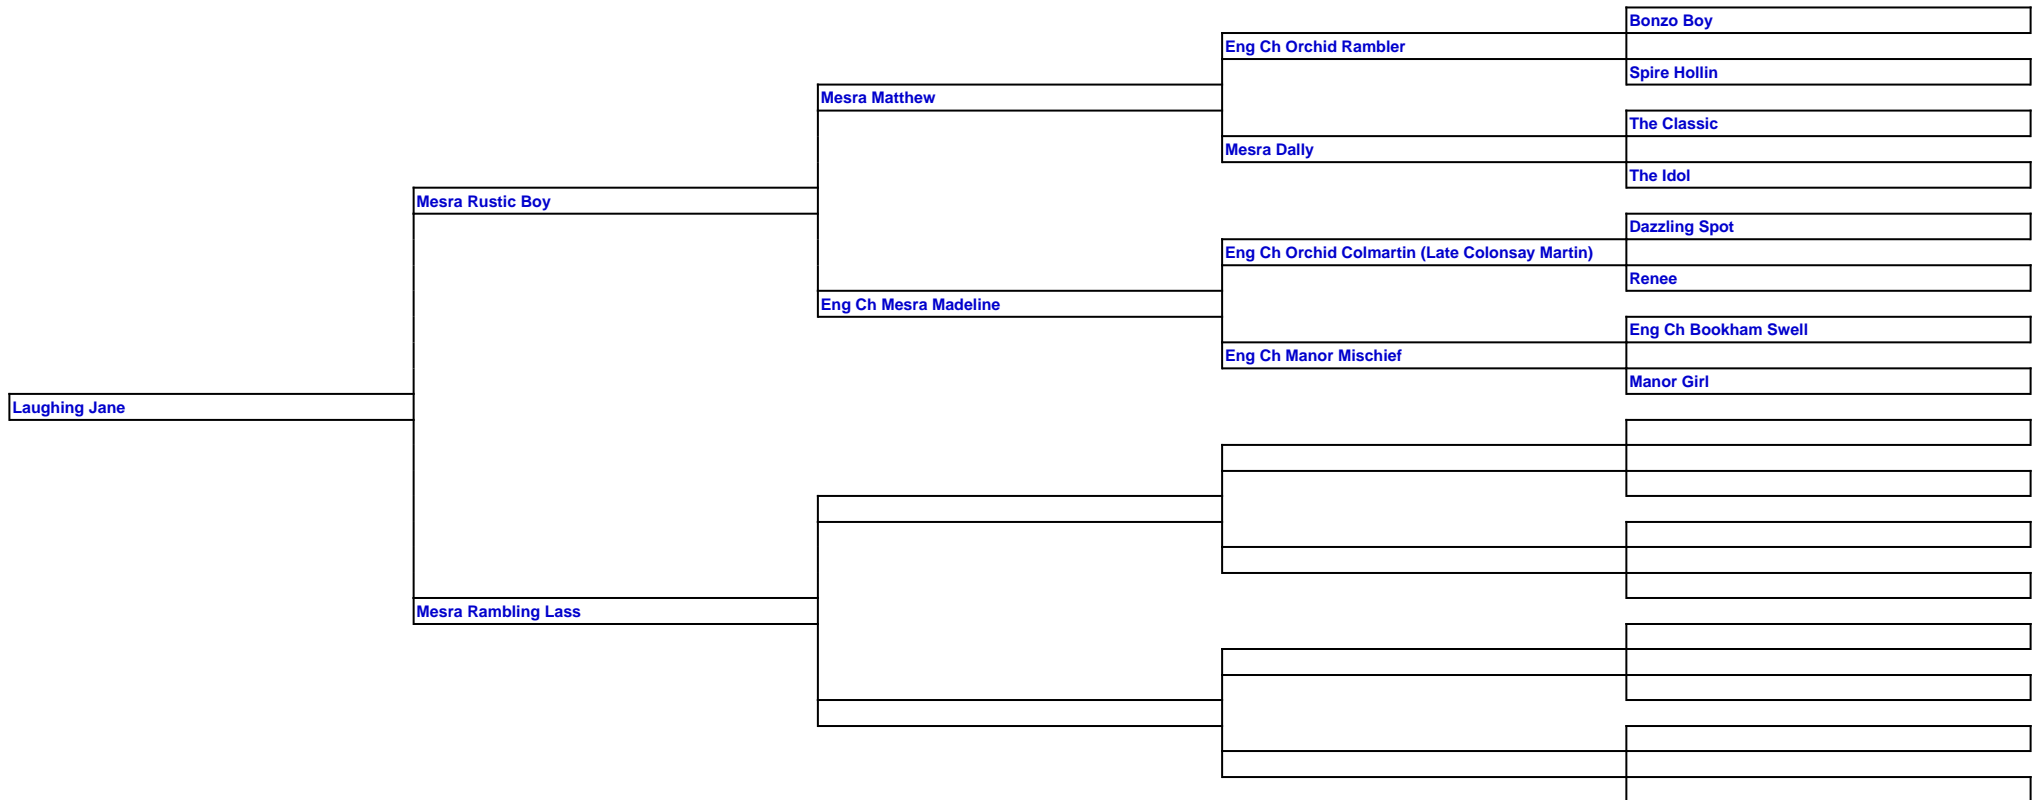 Bonzo Boy
Eng Ch Orchid Rambler
Spire Hollin
Mesra Matthew
The Classic
Mesra Dally
The Idol
Mesra Rustic Boy
Dazzling Spot
Eng Ch Orchid Colmartin (Late Colonsay Martin)
Renee
Eng Ch Mesra Madeline
Eng Ch Bookham Swell
Eng Ch Manor Mischief
Manor Girl
Laughing Jane
Mesra Rambling Lass